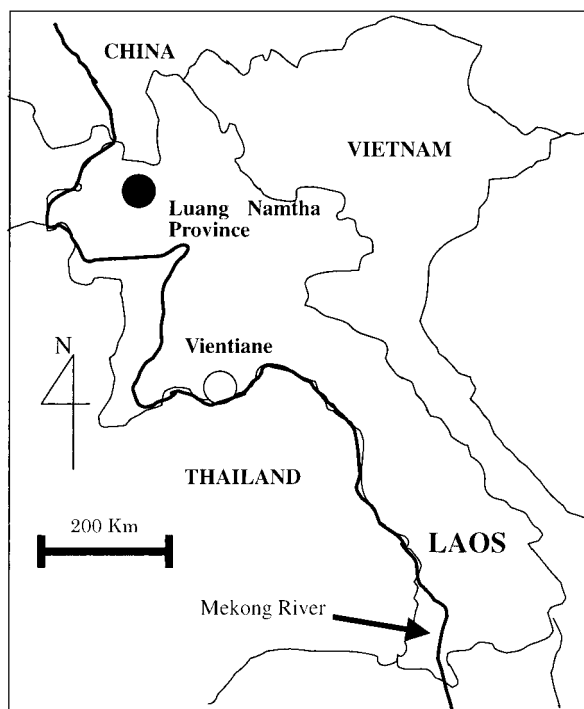 CHINA
VIETNAM
Luang Namtha
Province
N
Vientiane
THAILAND
200 Km
LAOS
Mekong River